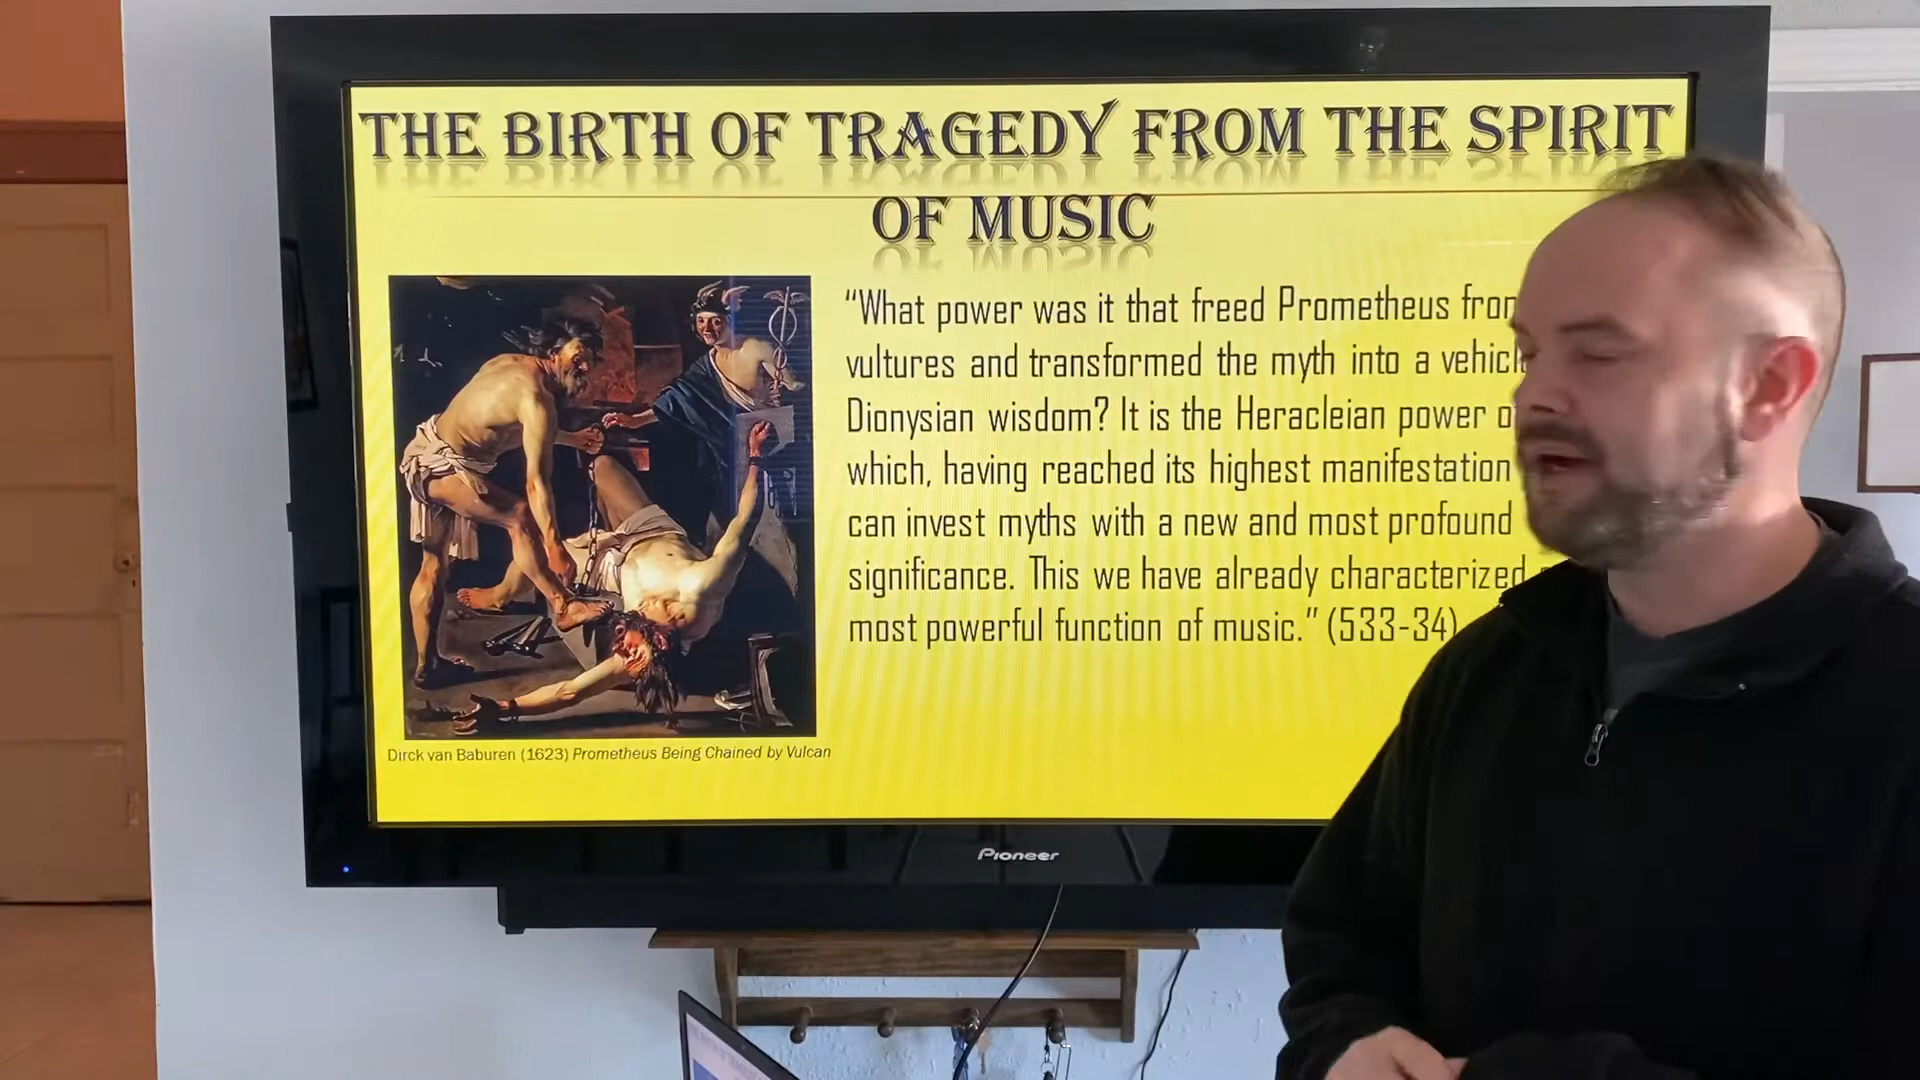 THE BIRTH OF TRAGEDY FROM THE SPIRIT
OF MUSIC
“What power was it that freed Prometheus
vultures and transformed the myth into a
Dionysian wisdom? It is the Heracleian power
which, having reached its highest manifestation
can invest myths with a new and most profound
significance. This we have already characterized
most powerful function of music.” (533-34)
Dirck van Baburen (1623) Prometheus Being Chained by Vulcan
Pioneer